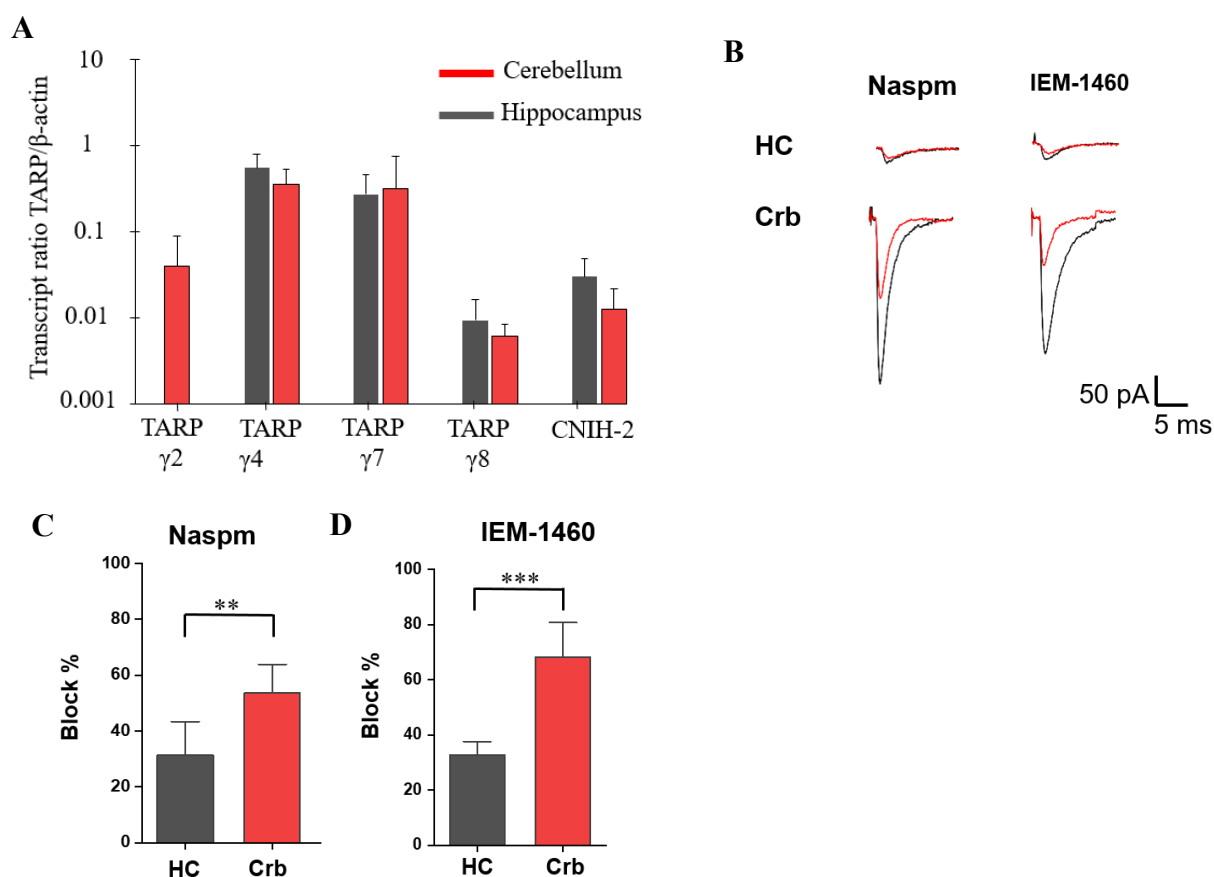 A
Transcript ratio TARP/β-actin
10
1
0.1
0.01
0.001
Cerebellum
Hippocampus
TARP
γ2
TARP
γ4
TARP
γ7
TARP
γ8
CNIH-2
B
Naspm
IEM-1460
HC
Crb
50 pA
5 ms
C
Naspm
Block %
100
80
60
40
20
0
**
HC
Crb
D
IEM-1460
Block %
100
80
60
40
20
0
***
HC
Crb